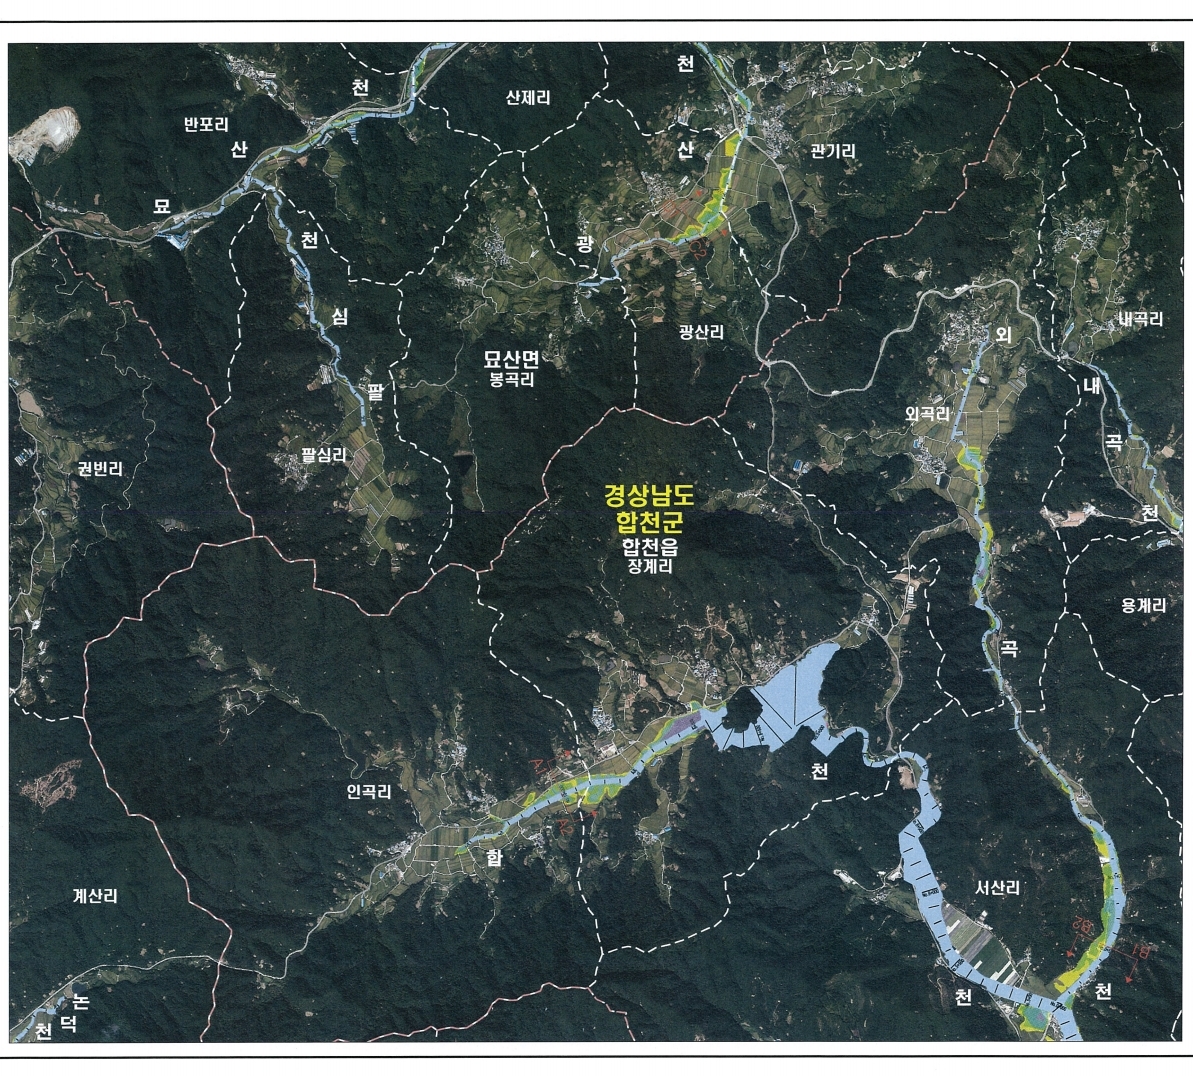 천
천
산제리
반포리
산
산
관기리
묘
천
광
심
광산리
외
내곡리
묘산면
봉곡리
팔
내
외곡리
곡
팔심리
권빈리
경상남도
합천군
합천읍
장계리
천
용계리
곡
천
인곡리
합
서산리
계산리
B2
B1
천
천
논
덕
천